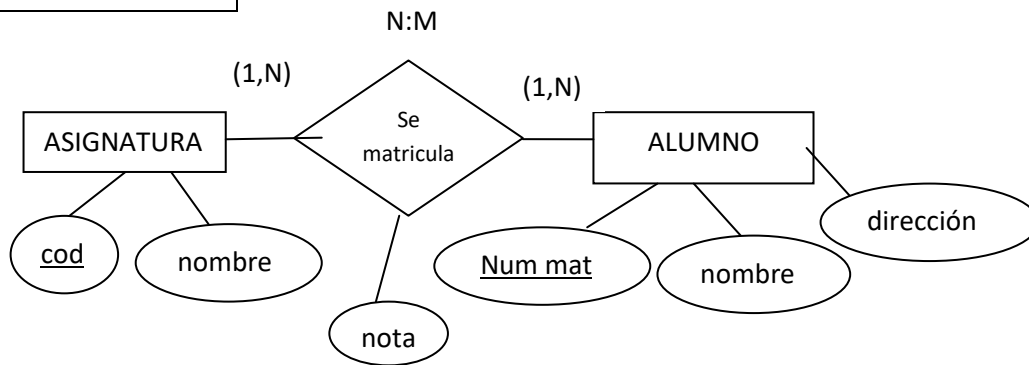 N:M
(1,N)
(1,N)
ASIGNATURA
Se
matricula
ALUMNO
cod
nombre
nota
Num mat
nombre
dirección